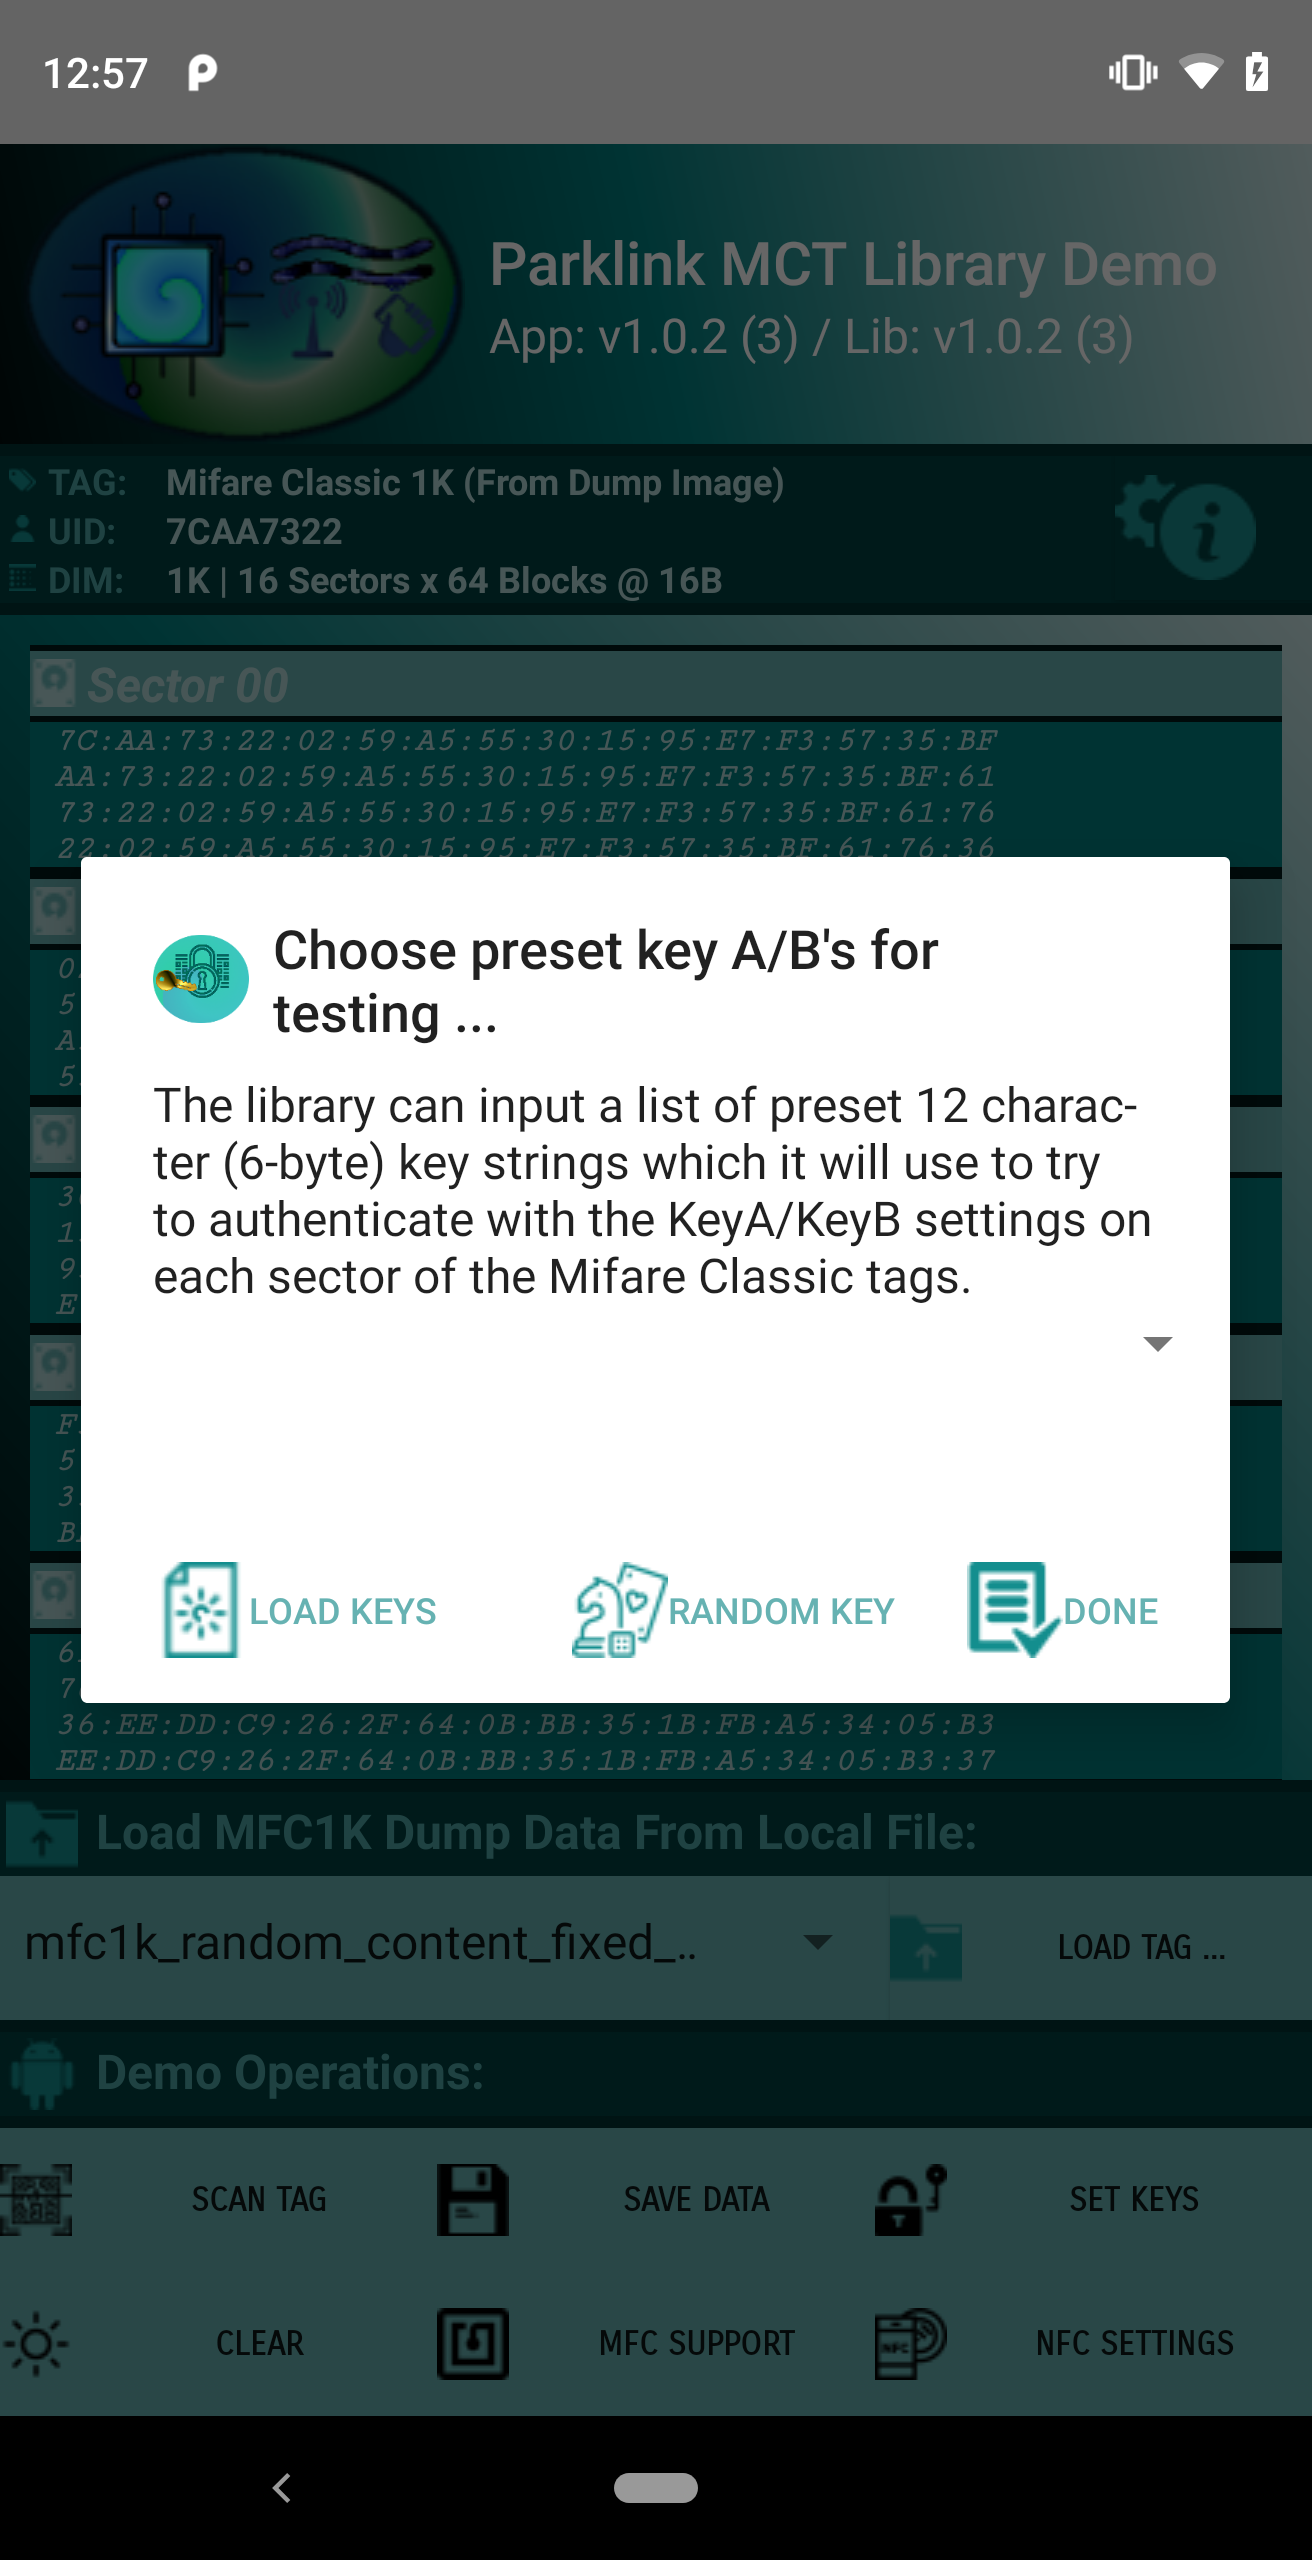 12:57
Parklink MCT Library Demo
App: v1.0.2 (3) / Lib: v1.0.2 (3)
TAG: Mifare Classic 1K (From Dump Image)
UID: 7CAA7322
DIM: 1K | 16 Sectors x 64 Blocks @ 16B
Sector 00
7C:AA:73:22:02:59:A5:55:30:15:95:E7:F3:57:35:BF
AA:73:22:02:59:A5:55:30:15:95:E7:F3:57:35:BF:61
73:22:02:59:A5:55:30:15:95:E7:F3:57:35:BF:61:76
22:02:59:A5:55:30:15:95:E7:F3:57:35:BF:61:76:36
Choose preset key A/B's for
testing ...
The library can input a list of preset 12 charac-
ter (6-byte) key strings which it will use to try
to authenticate with the KeyA/KeyB settings on
each sector of the Mifare Classic tags.
LOAD KEYS
RANDOM KEY
DONE
36:EE:DD:C9:26:2F:64:0B:BB:35:1B:FB:A5:34:05:B3
EE:DD:C9:26:2F:64:0B:BB:35:1B:FB:A5:34:05:B3:37
Load MFC1K Dump Data From Local File:
mfc1k_random_content_fixed_..
LOAD TAG ...
Demo Operations:
SCAN TAG
SAVE DATA
SET KEYS
CLEAR
MFC SUPPORT
NFC SETTINGS